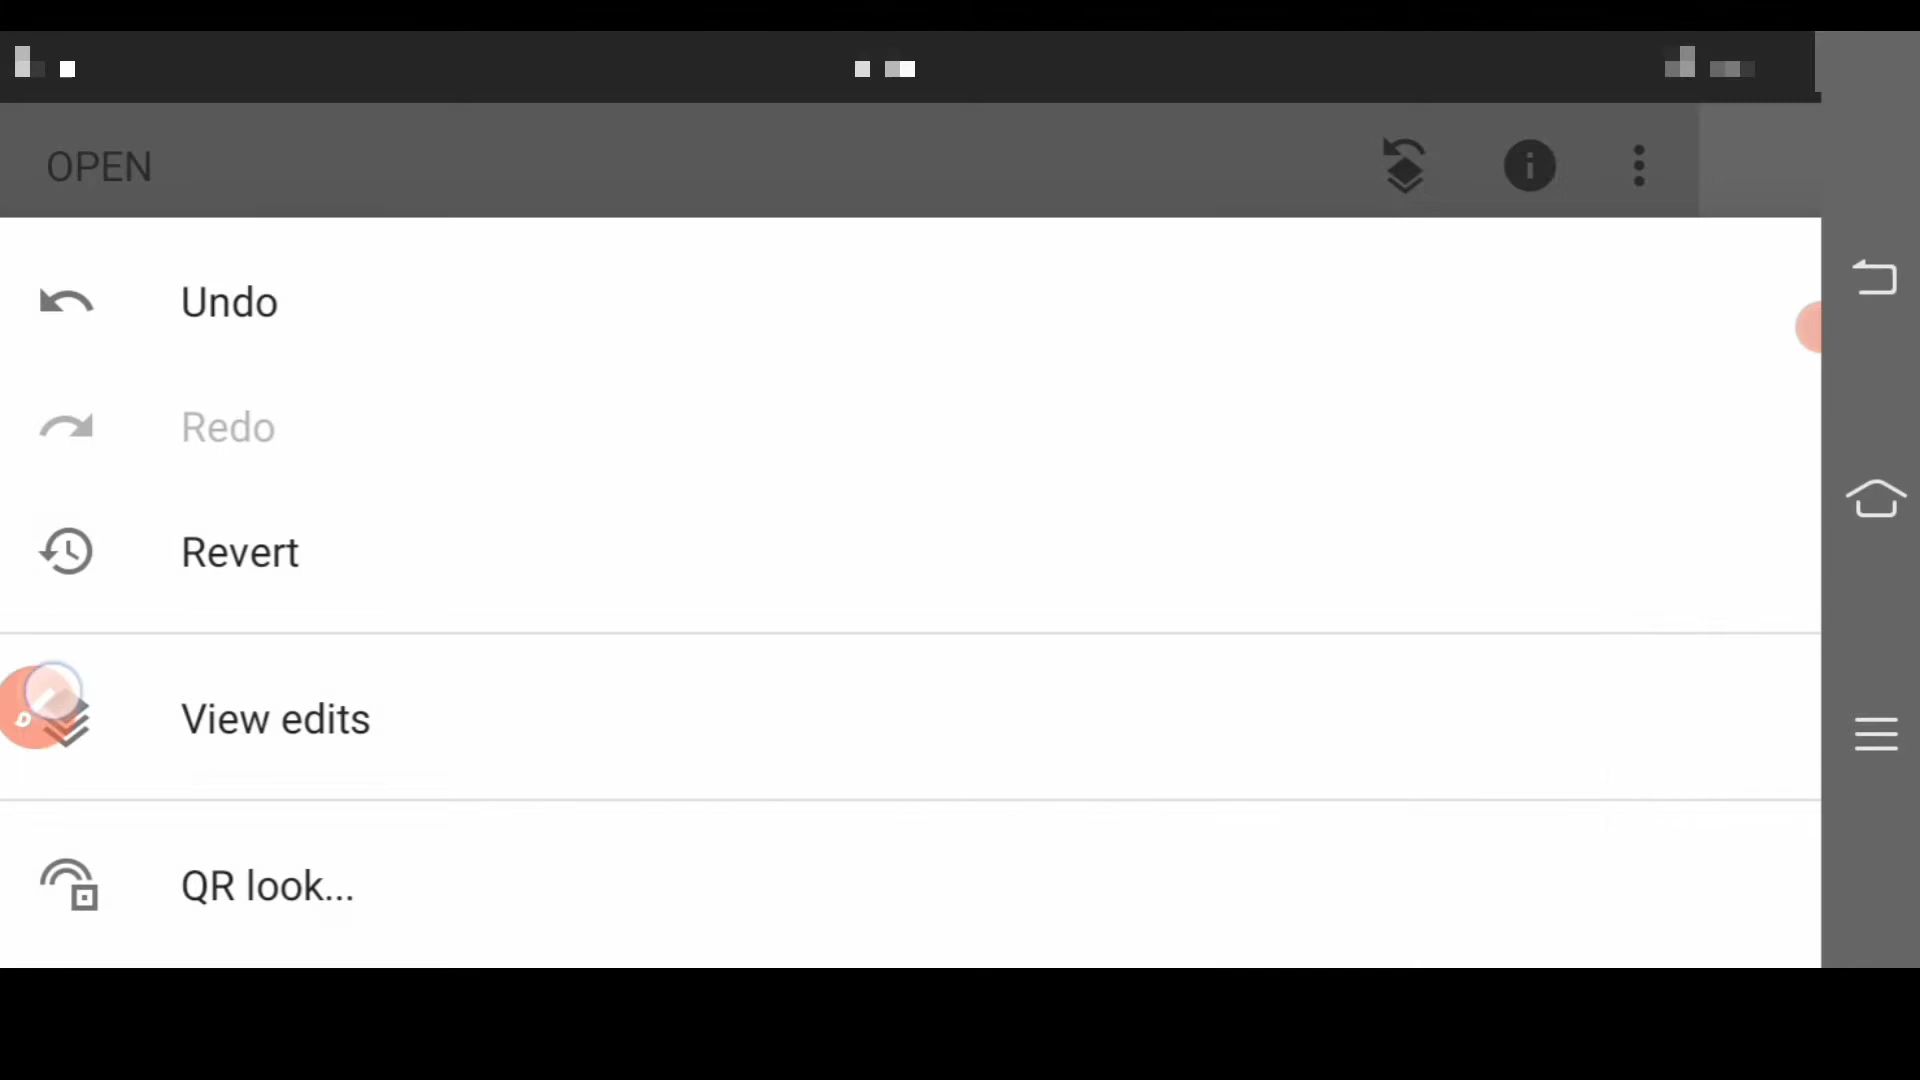 OPEN
Undo
Redo
Revert
View edits
QR look...